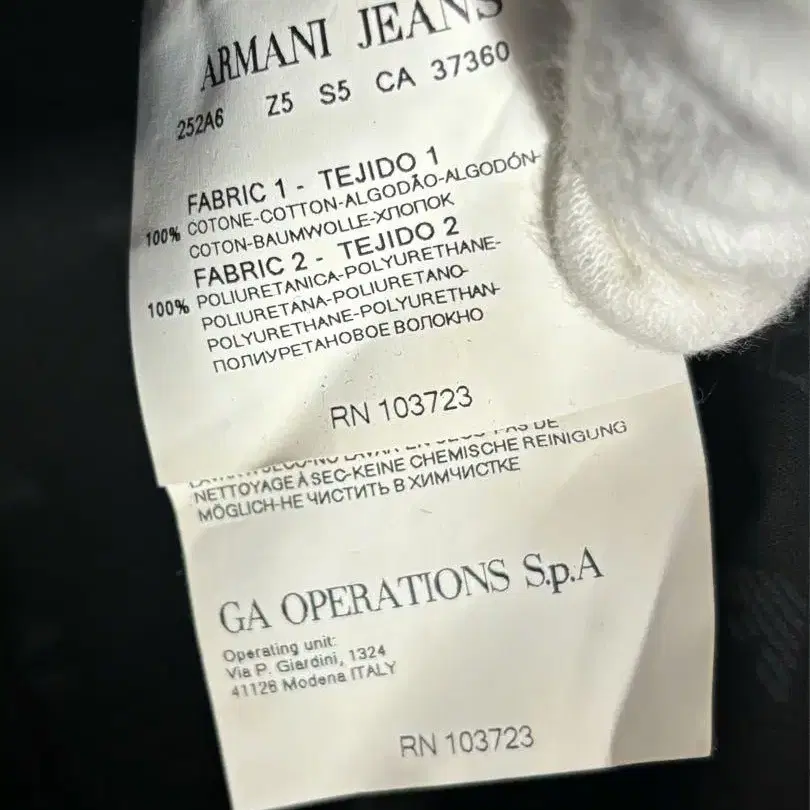 ARMANI JEANS
252A6 Z5 S5 CA 37360
FABRIC 1 - TEJIDO 1
100% COTONE-COTTON-ALGODÃO-ALGODÓN-
COTON-BAUMWOLLE-ХЛОПОК
FABRIC 2 - TEJIDO 2
100% POLIURETANICA-POLYURETHANE-
POLIURETANA-POLIURETANO-
POLYURETHANE-POLYURETHAN-
ПОЛИУРЕТАНОВОЕ ВОЛОКНО
RN 103723
PAS DE
NETTOYAGE À SEC-KEINE CHEMISCHE REINIGUNG
MÖGLICH-НЕ ЧИСТИТЬ В ХИМЧИСТКЕ
GA OPERATIONS S.p.A
Operating unit:
Via P. Giardini, 1324
41126 Modena ITALY
RN 103723